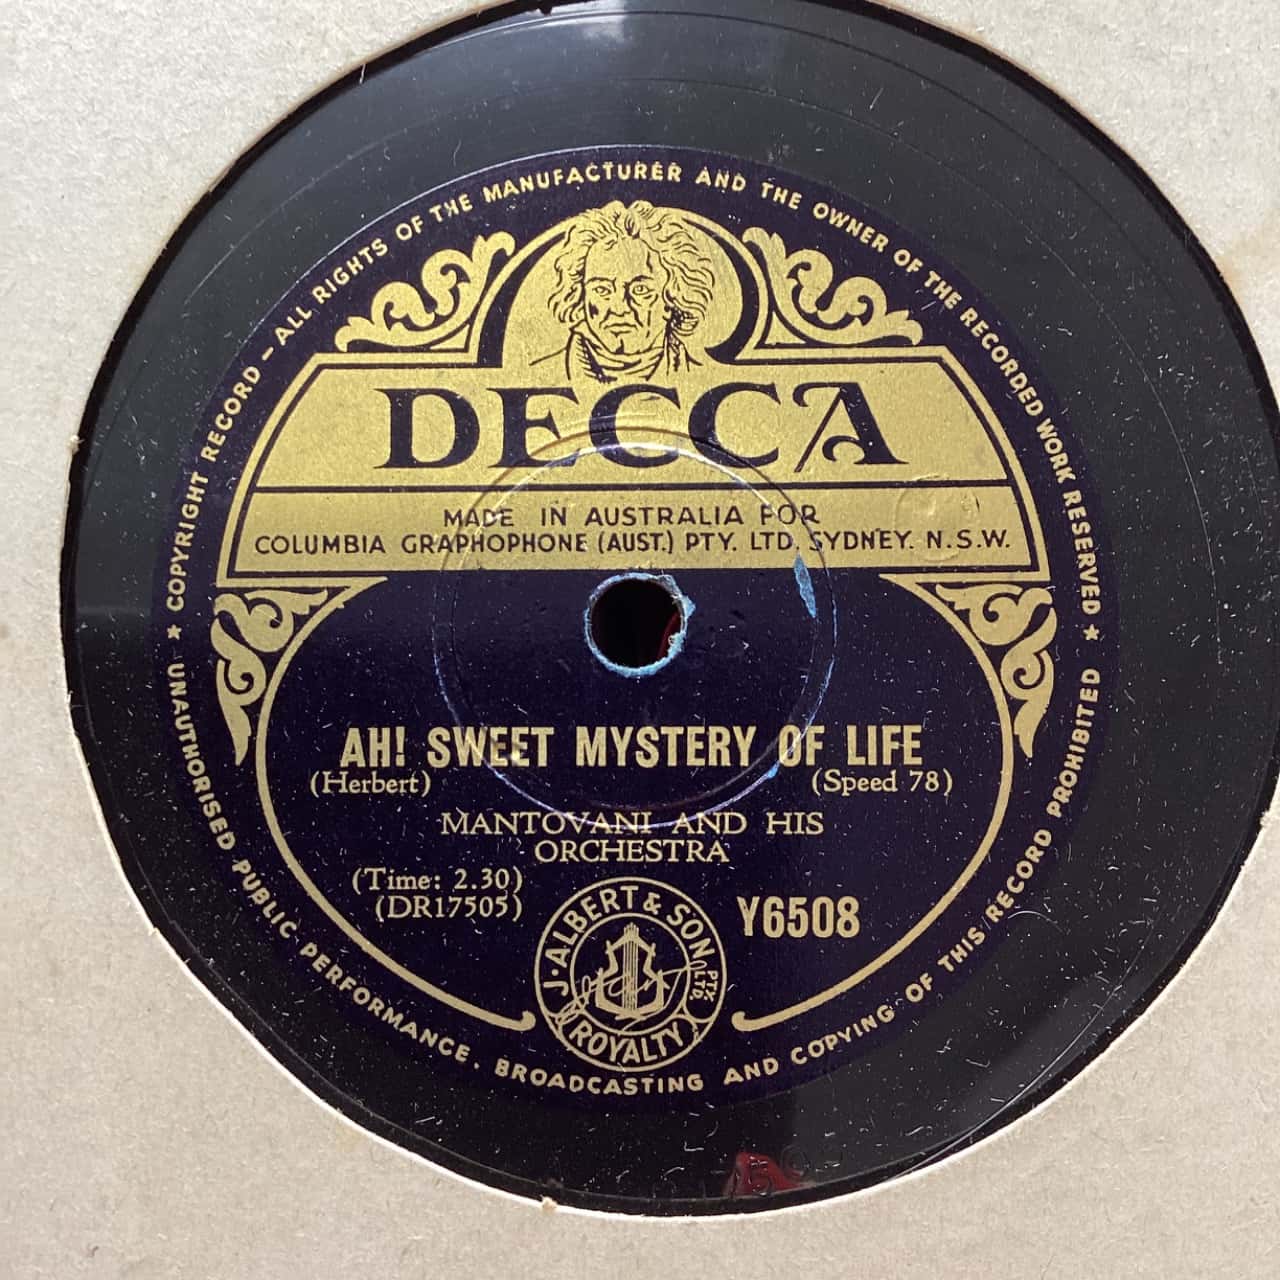 ★ COPYRIGHT RECORD – ALL RIGHTS OF THE MANUFACTURER AND THE OWNER OF THE RECORDED WORK RESERVED ★
DECCA
MADE IN AUSTRALIA FOR
COLUMBIA GRAPHOPHONE (AUST.) PTY. LTD. SYDNEY. N.S.W.
AH! SWEET MYSTERY OF LIFE
(Herbert) (Speed 78)
MANTOVANI AND HIS
ORCHESTRA
(Time: 2.30)
(DR17505)
Y6508
J. ALBERT & SON PTY LTD
ROYALTY
UNAUTHORISED PUBLIC PERFORMANCE, BROADCASTING AND COPYING OF THIS RECORD PROHIBITED